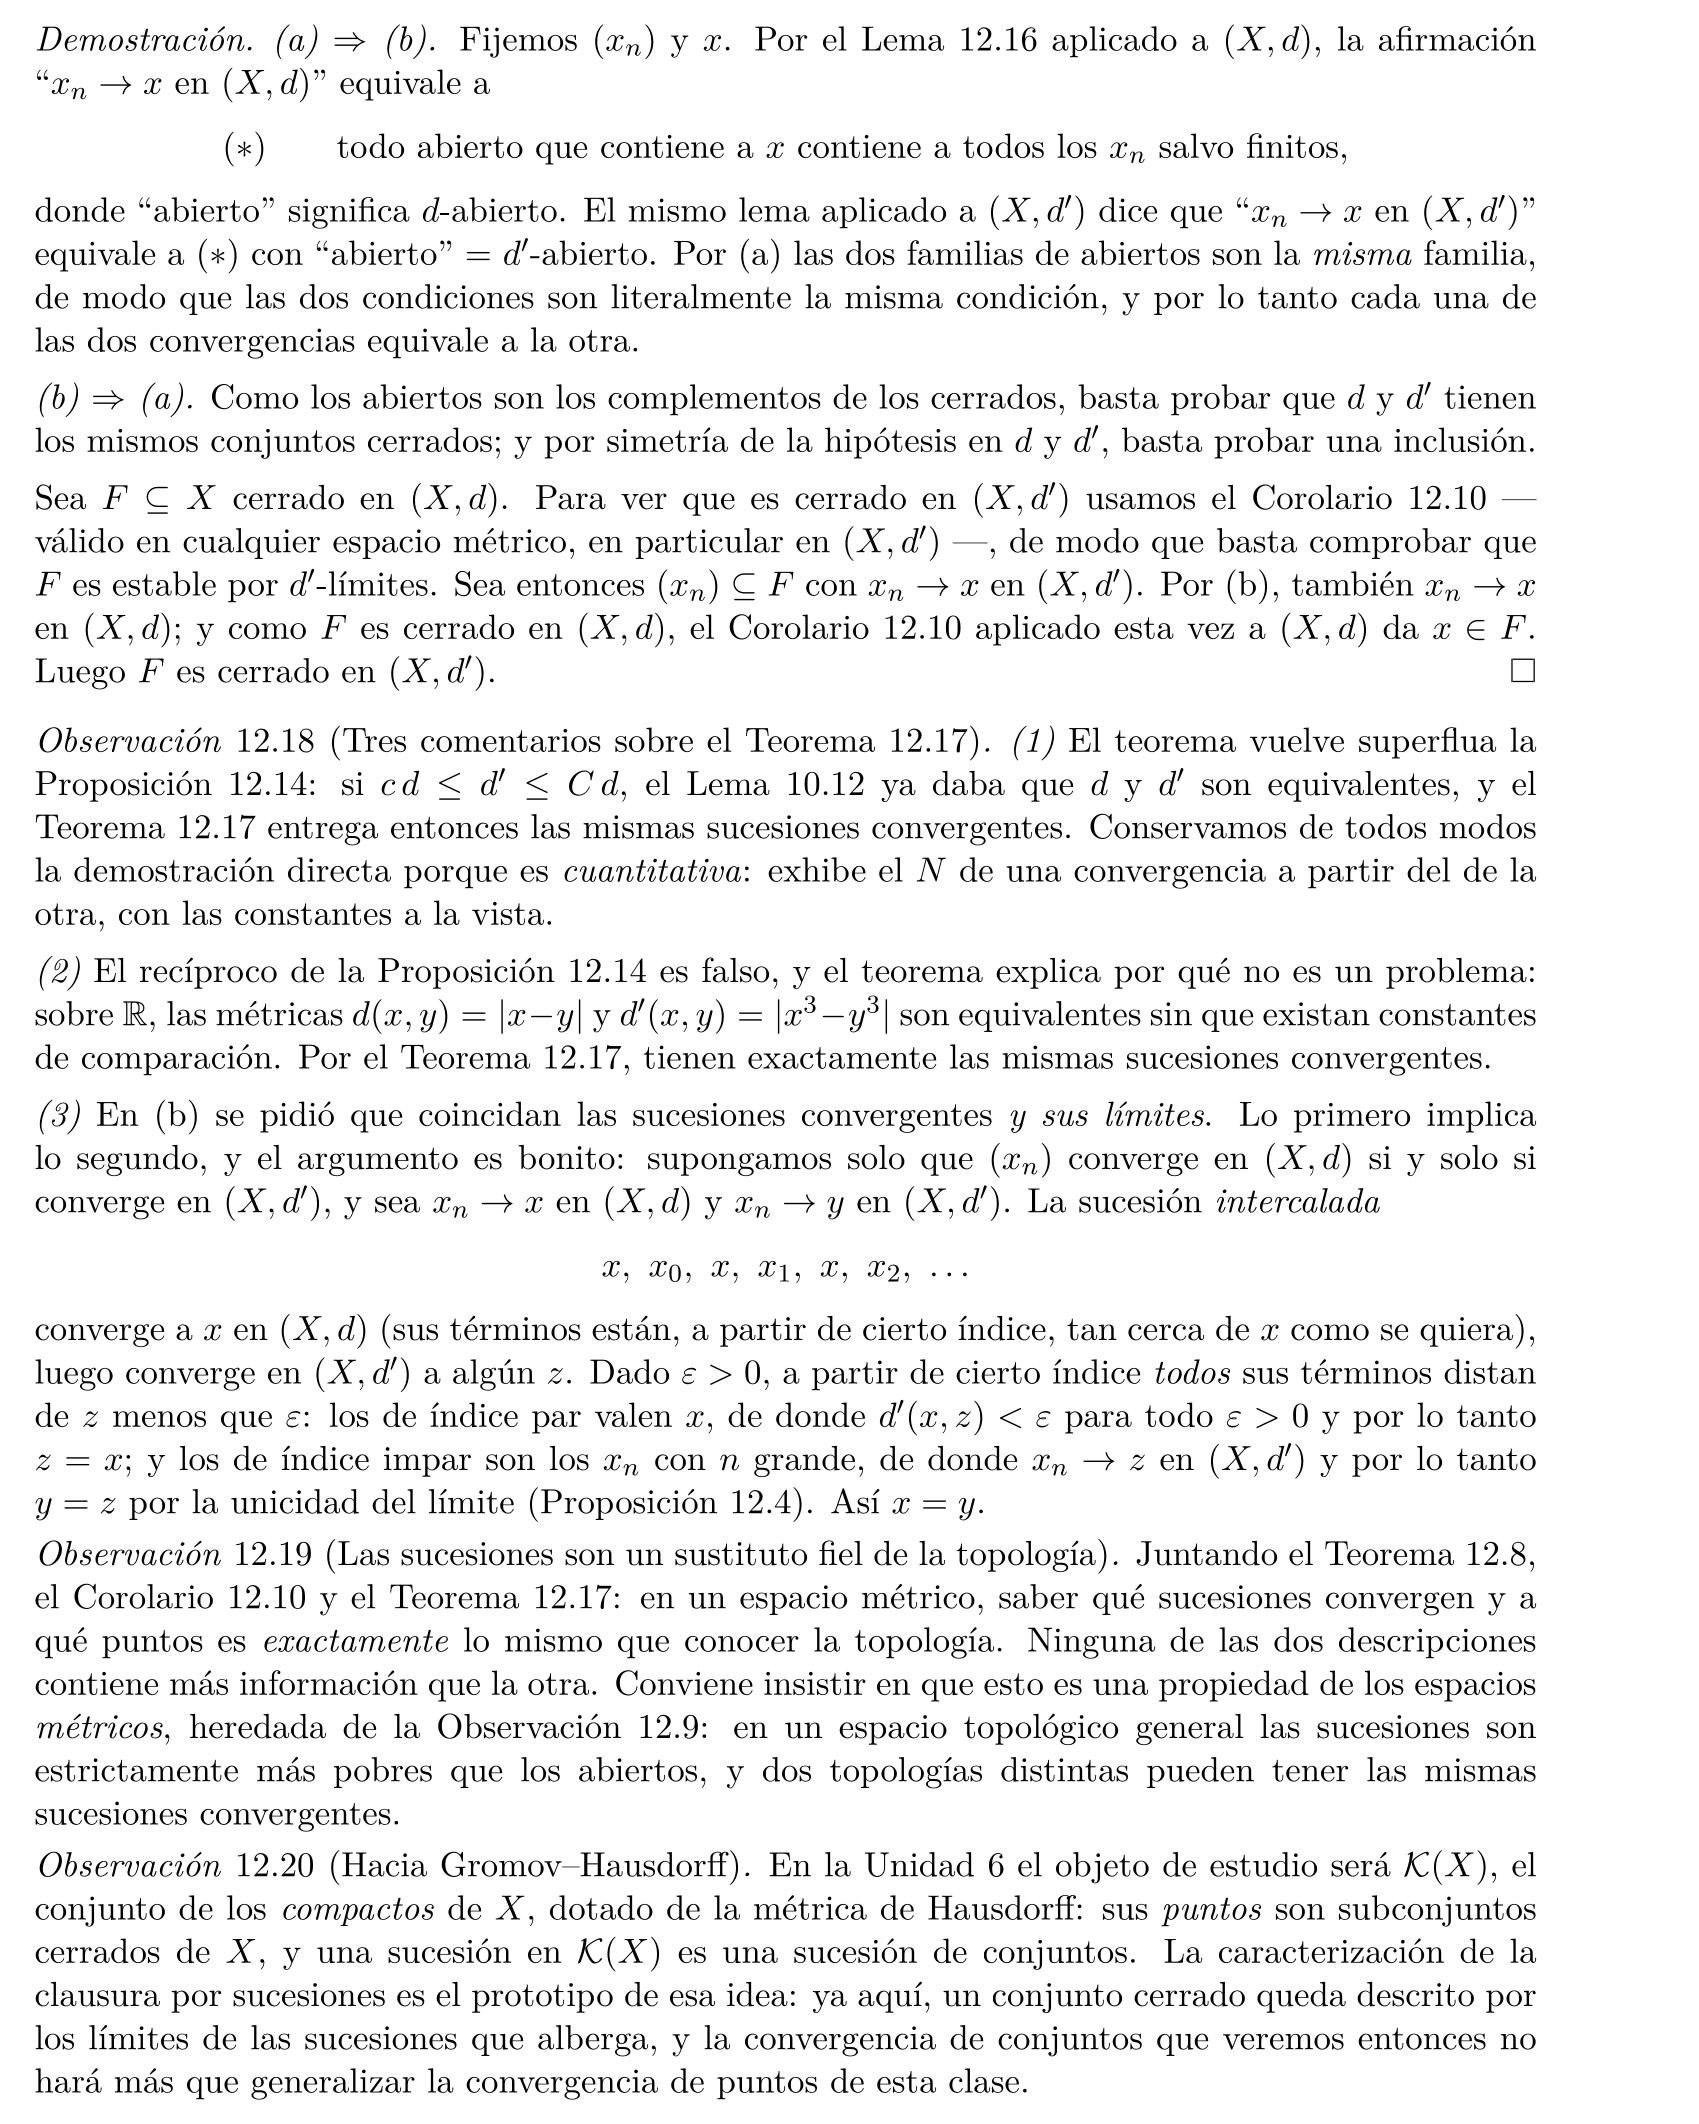 Demostración. (a) ⇒ (b). Fijemos (xₙ) y x. Por el Lema 12.16 aplicado a (X, d), la afirmación
“xₙ → x en (X, d)” equivale a
(∗) todo abierto que contiene a x contiene a todos los xₙ salvo finitos,
donde “abierto” significa d-abierto. El mismo lema aplicado a (X, d′) dice que “xₙ → x en (X, d′)”
equivale a (∗) con “abierto” = d′-abierto. Por (a) las dos familias de abiertos son la misma familia,
de modo que las dos condiciones son literalmente la misma condición, y por lo tanto cada una de
las dos convergencias equivale a la otra.
(b) ⇒ (a). Como los abiertos son los complementos de los cerrados, basta probar que d y d′ tienen
los mismos conjuntos cerrados; y por simetría de la hipótesis en d y d′, basta probar una inclusión.
Sea F ⊆ X cerrado en (X, d). Para ver que es cerrado en (X, d′) usamos el Corolario 12.10 —
válido en cualquier espacio métrico, en particular en (X, d′) —, de modo que basta comprobar que
F es estable por d′-límites. Sea entonces (xₙ) ⊆ F con xₙ → x en (X, d′). Por (b), también xₙ → x
en (X, d); y como F es cerrado en (X, d), el Corolario 12.10 aplicado esta vez a (X, d) da x ∈ F.
Luego F es cerrado en (X, d′). □
Observación 12.18 (Tres comentarios sobre el Teorema 12.17). (1) El teorema vuelve superflua la
Proposición 12.14: si c d ≤ d′ ≤ C d, el Lema 10.12 ya daba que d y d′ son equivalentes, y el
Teorema 12.17 entrega entonces las mismas sucesiones convergentes. Conservamos de todos modos
la demostración directa porque es cuantitativa: exhibe el N de una convergencia a partir del de la
otra, con las constantes a la vista.
(2) El recíproco de la Proposición 12.14 es falso, y el teorema explica por qué no es un problema:
sobre ℝ, las métricas d(x, y) = |x−y| y d′(x, y) = |x³−y³| son equivalentes sin que existan constantes
de comparación. Por el Teorema 12.17, tienen exactamente las mismas sucesiones convergentes.
(3) En (b) se pidió que coincidan las sucesiones convergentes y sus límites. Lo primero implica
lo segundo, y el argumento es bonito: supongamos solo que (xₙ) converge en (X, d) si y solo si
converge en (X, d′), y sea xₙ → x en (X, d) y xₙ → y en (X, d′). La sucesión intercalada
x, x₀, x, x₁, x, x₂, …
converge a x en (X, d) (sus términos están, a partir de cierto índice, tan cerca de x como se quiera),
luego converge en (X, d′) a algún z. Dado ε > 0, a partir de cierto índice todos sus términos distan
de z menos que ε: los de índice par valen x, de donde d′(x, z) < ε para todo ε > 0 y por lo tanto
z = x; y los de índice impar son los xₙ con n grande, de donde xₙ → z en (X, d′) y por lo tanto
y = z por la unicidad del límite (Proposición 12.4). Así x = y.
Observación 12.19 (Las sucesiones son un sustituto fiel de la topología). Juntando el Teorema 12.8,
el Corolario 12.10 y el Teorema 12.17: en un espacio métrico, saber qué sucesiones convergen y a
qué puntos es exactamente lo mismo que conocer la topología. Ninguna de las dos descripciones
contiene más información que la otra. Conviene insistir en que esto es una propiedad de los espacios
métricos, heredada de la Observación 12.9: en un espacio topológico general las sucesiones son
estrictamente más pobres que los abiertos, y dos topologías distintas pueden tener las mismas
sucesiones convergentes.
Observación 12.20 (Hacia Gromov–Hausdorff). En la Unidad 6 el objeto de estudio será 𝒦(X), el
conjunto de los compactos de X, dotado de la métrica de Hausdorff: sus puntos son subconjuntos
cerrados de X, y una sucesión en 𝒦(X) es una sucesión de conjuntos. La caracterización de la
clausura por sucesiones es el prototipo de esa idea: ya aquí, un conjunto cerrado queda descrito por
los límites de las sucesiones que alberga, y la convergencia de conjuntos que veremos entonces no
hará más que generalizar la convergencia de puntos de esta clase.